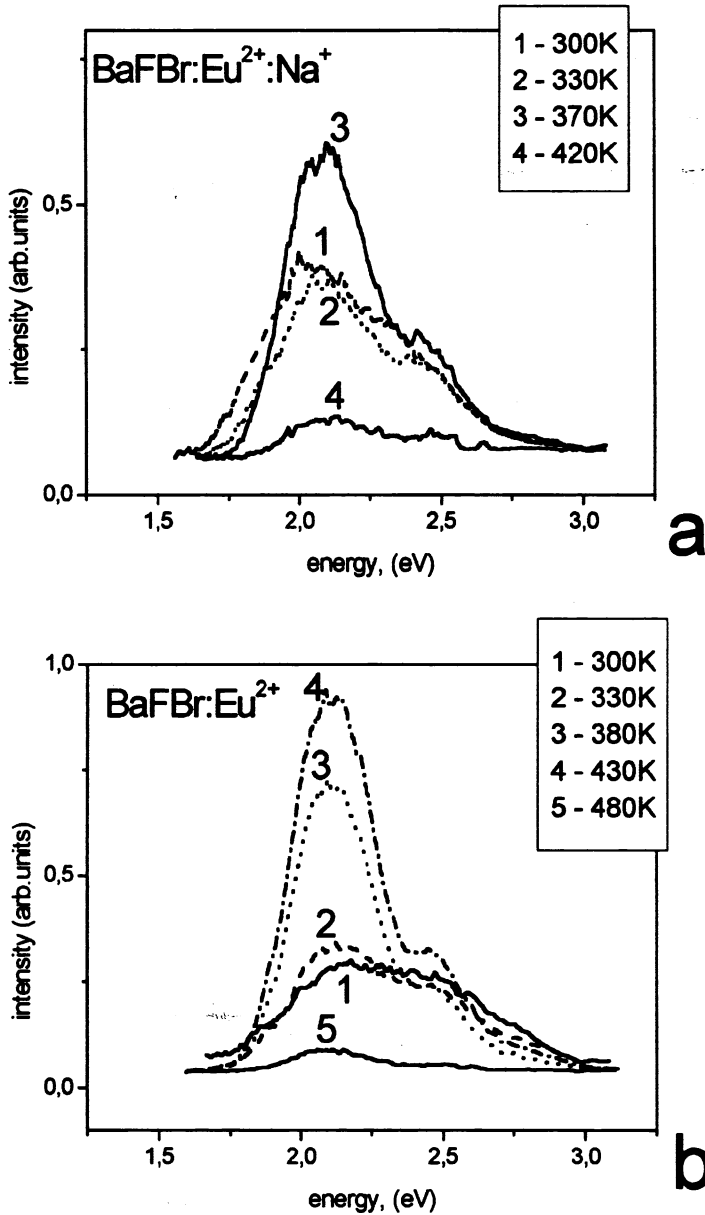 BaFBr:Eu²⁺:Na⁺
1 - 300K
2 - 330K
3 - 370K
4 - 420K
3
1
2
4
0,5
0,0
intensity (arb.units)
1,5 2,0 2,5 3,0
energy, (eV)
a
BaFBr:Eu²⁺
1 - 300K
2 - 330K
3 - 380K
4 - 430K
5 - 480K
4
3
2
1
5
1,0
0,5
0,0
intensity (arb.units)
1,5 2,0 2,5 3,0
energy, (eV)
b